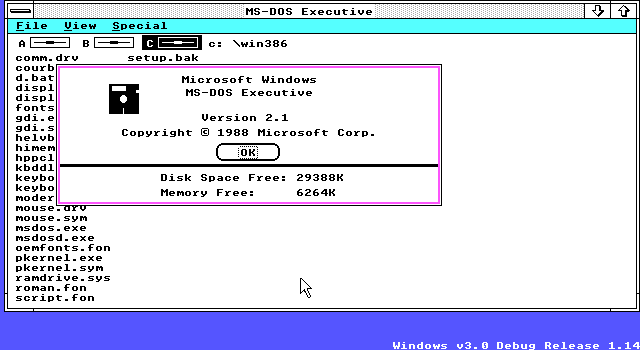 MS-DOS Executive
File View Special
A B C c: \win386
comm.drv setup.bak
courb
d.bat
displ
displ
fonts
gdi.e
gdi.s
helvb
himem
hppcl
kbddl
keybo
keybo
moder
mouse.drv
mouse.sym
msdos.exe
msdosd.exe
oemfonts.fon
pkernel.exe
pkernel.sym
ramdrive.sys
roman.fon
script.fon
Microsoft Windows
MS-DOS Executive
Version 2.1
Copyright © 1988 Microsoft Corp.
OK
Disk Space Free: 29388K
Memory Free: 6264K
Windows v3.0 Debug Release 1.14